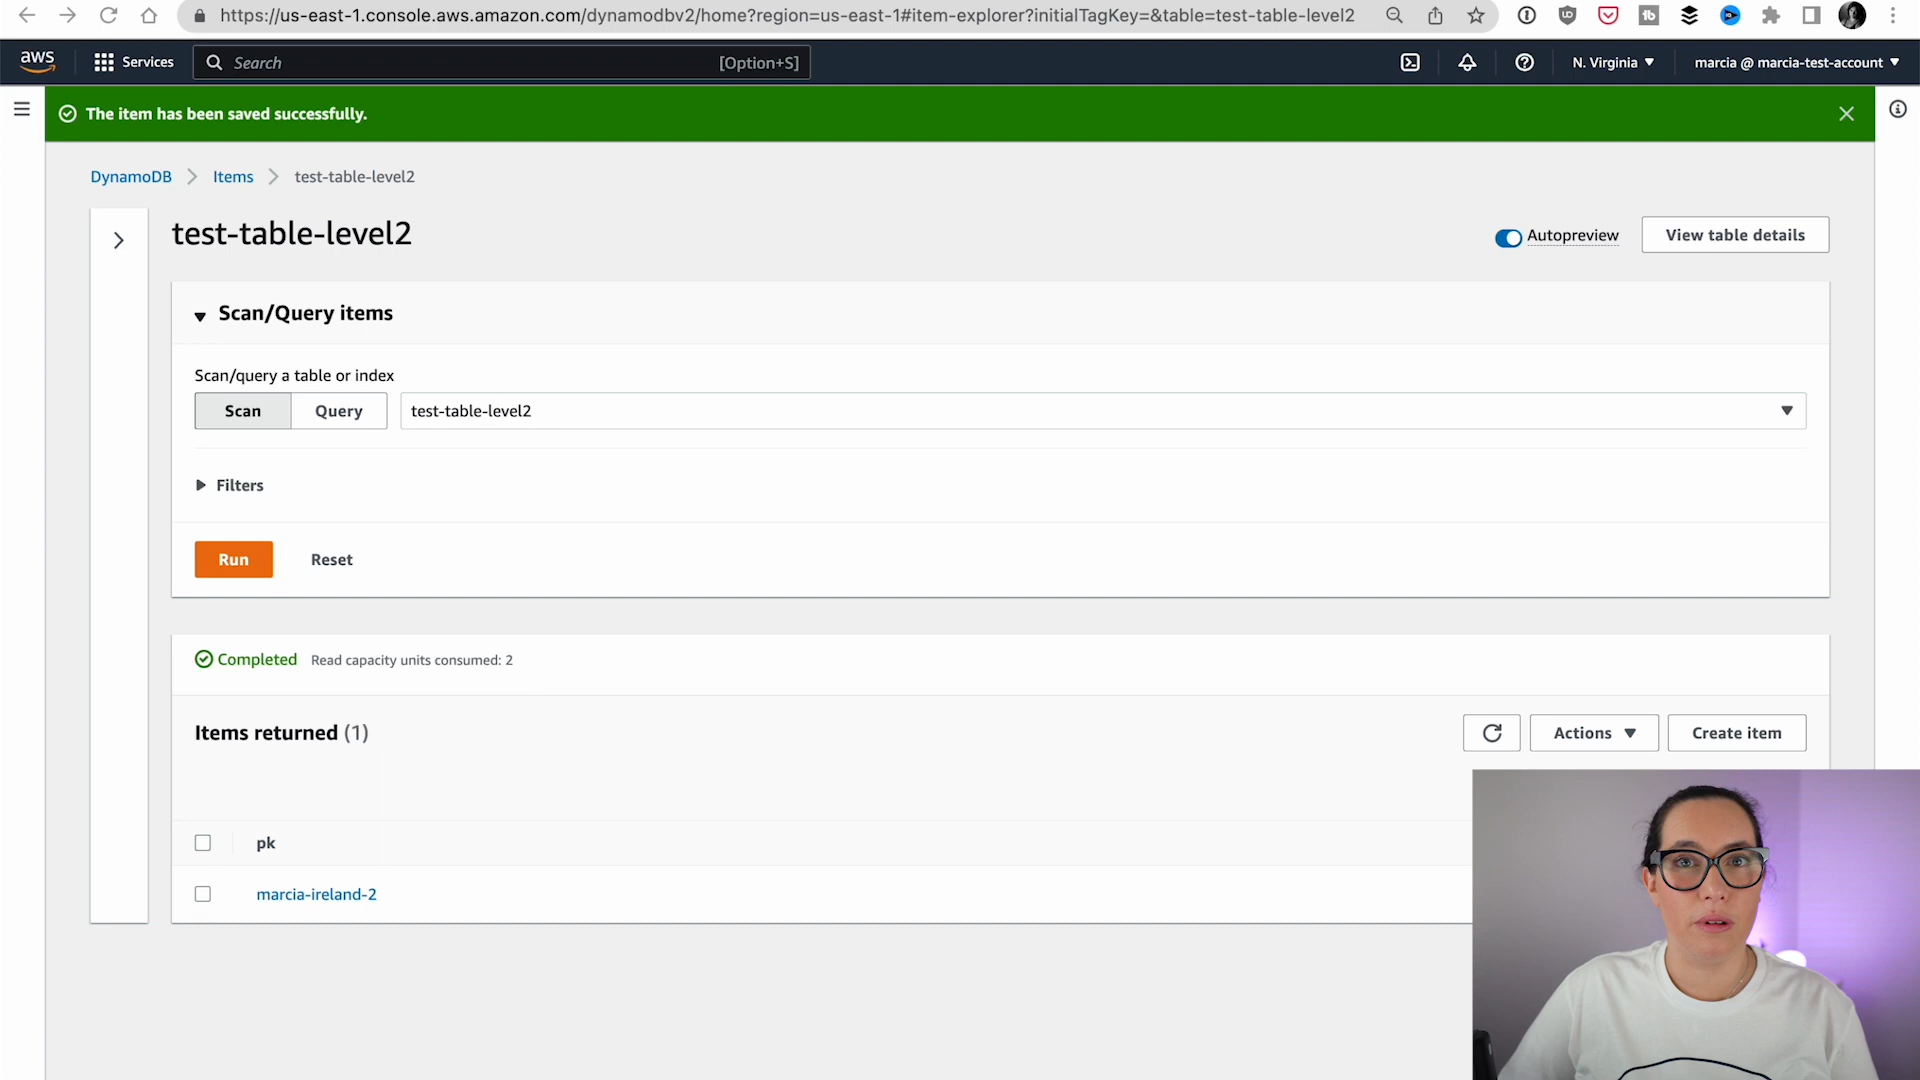 https://us-east-1.console.aws.amazon.com/dynamodbv2/home?region=us-east-1#item-explorer?initialTagKey=&table=test-table-level2
aws
Services
Search
[Option+S]
N. Virginia
marcia @ marcia-test-account
The item has been saved successfully.
DynamoDB
Items
test-table-level2
test-table-level2
Autopreview
View table details
Scan/Query items
Scan/query a table or index
Scan
Query
test-table-level2
Filters
Run
Reset
Completed
Read capacity units consumed: 2
Items returned (1)
Actions
Create item
pk
marcia-ireland-2